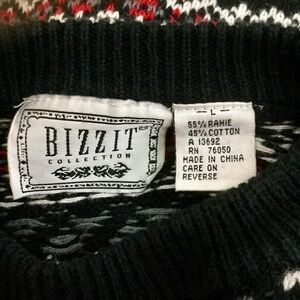 BIZZIT
COLLECTION
L
55% RAMIE
45% COTTON
A 13692
RN 76050
MADE IN CHINA
CARE ON
REVERSE